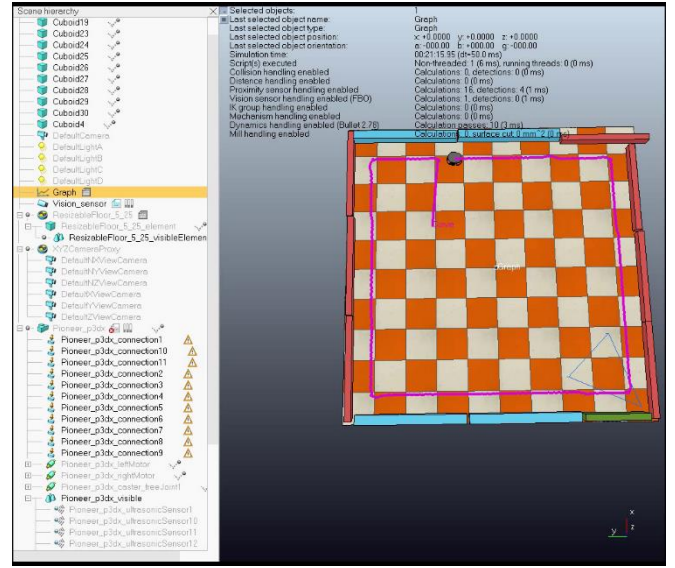 Scene hierarchy
Cuboid19
Cuboid23
Cuboid24
Cuboid25
Cuboid26
Cuboid27
Cuboid28
Cuboid29
Cuboid30
Cuboid4
DefaultCamera
DefaultLightA
DefaultLightB
DefaultLightC
DefaultLightD
Graph
Vision_sensor
ResizableFloor_5_25
ResizableFloor_5_25_element
ResizableFloor_5_25_visibleElemen
XYZCameraProxy
DefaultNXViewCamera
DefaultNYViewCamera
DefaultNZViewCamera
DefaultXViewCamera
DefaultYViewCamera
DefaultZViewCamera
Pioneer_p3dx
Pioneer_p3dx_connection1
Pioneer_p3dx_connection10
Pioneer_p3dx_connection11
Pioneer_p3dx_connection2
Pioneer_p3dx_connection3
Pioneer_p3dx_connection4
Pioneer_p3dx_connection5
Pioneer_p3dx_connection6
Pioneer_p3dx_connection7
Pioneer_p3dx_connection8
Pioneer_p3dx_connection9
Pioneer_p3dx_leftMotor
Pioneer_p3dx_rightMotor
Pioneer_p3dx_caster_freeJoint1
Pioneer_p3dx_visible
Pioneer_p3dx_ultrasonicSensor1
Pioneer_p3dx_ultrasonicSensor10
Pioneer_p3dx_ultrasonicSensor11
Pioneer_p3dx_ultrasonicSensor12
Selected objects: 1
Last selected object name: Graph
Last selected object type: Graph
Last selected object position: x: +0.0000 y: +0.0000 z: +0.0000
Last selected object orientation: a: -000.00 b: +000.00 g: -000.00
Simulation time: 00:21:15.95 (dt=50.0 ms)
Script(s) executed Non-threaded: 1 (6 ms), running threads: 0 (0 ms)
Collision handling enabled Calculations: 0, detections: 0 (0 ms)
Distance handling enabled Calculations: 0 (0 ms)
Proximity sensor handling enabled Calculations: 16, detections: 4 (1 ms)
Vision sensor handling enabled (FBO) Calculations: 1, detections: 0 (1 ms)
IK group handling enabled Calculations: 0 (0 ms)
Mechanism handling enabled Calculations: 0 (0 ms)
Dynamics handling enabled (Bullet 2.78) Calculation passes: 10 (3 ms)
Mill handling enabled Calculations: 0, surface cut: 0 mm^2 (0 ms)
Graph
x
y z